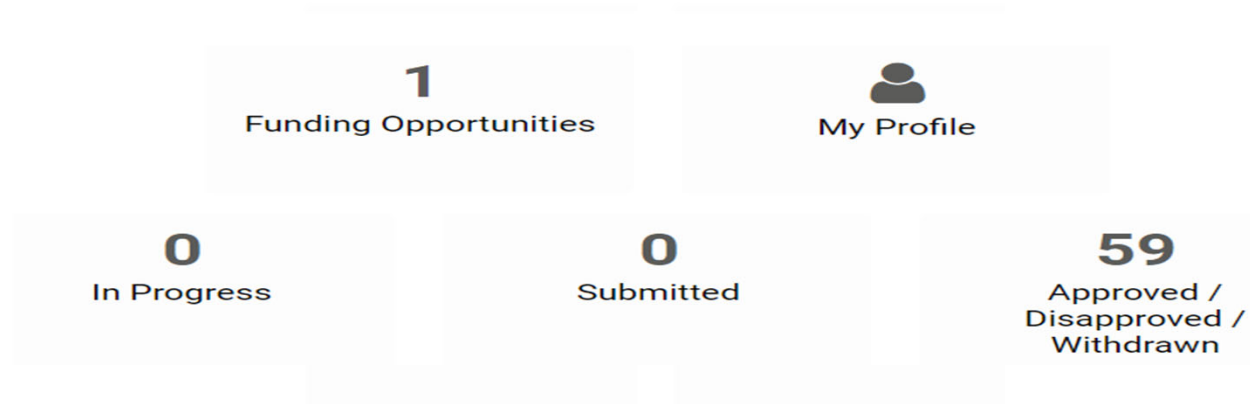 1
Funding Opportunities
My Profile
0
In Progress
0
Submitted
59
Approved /
Disapproved /
Withdrawn